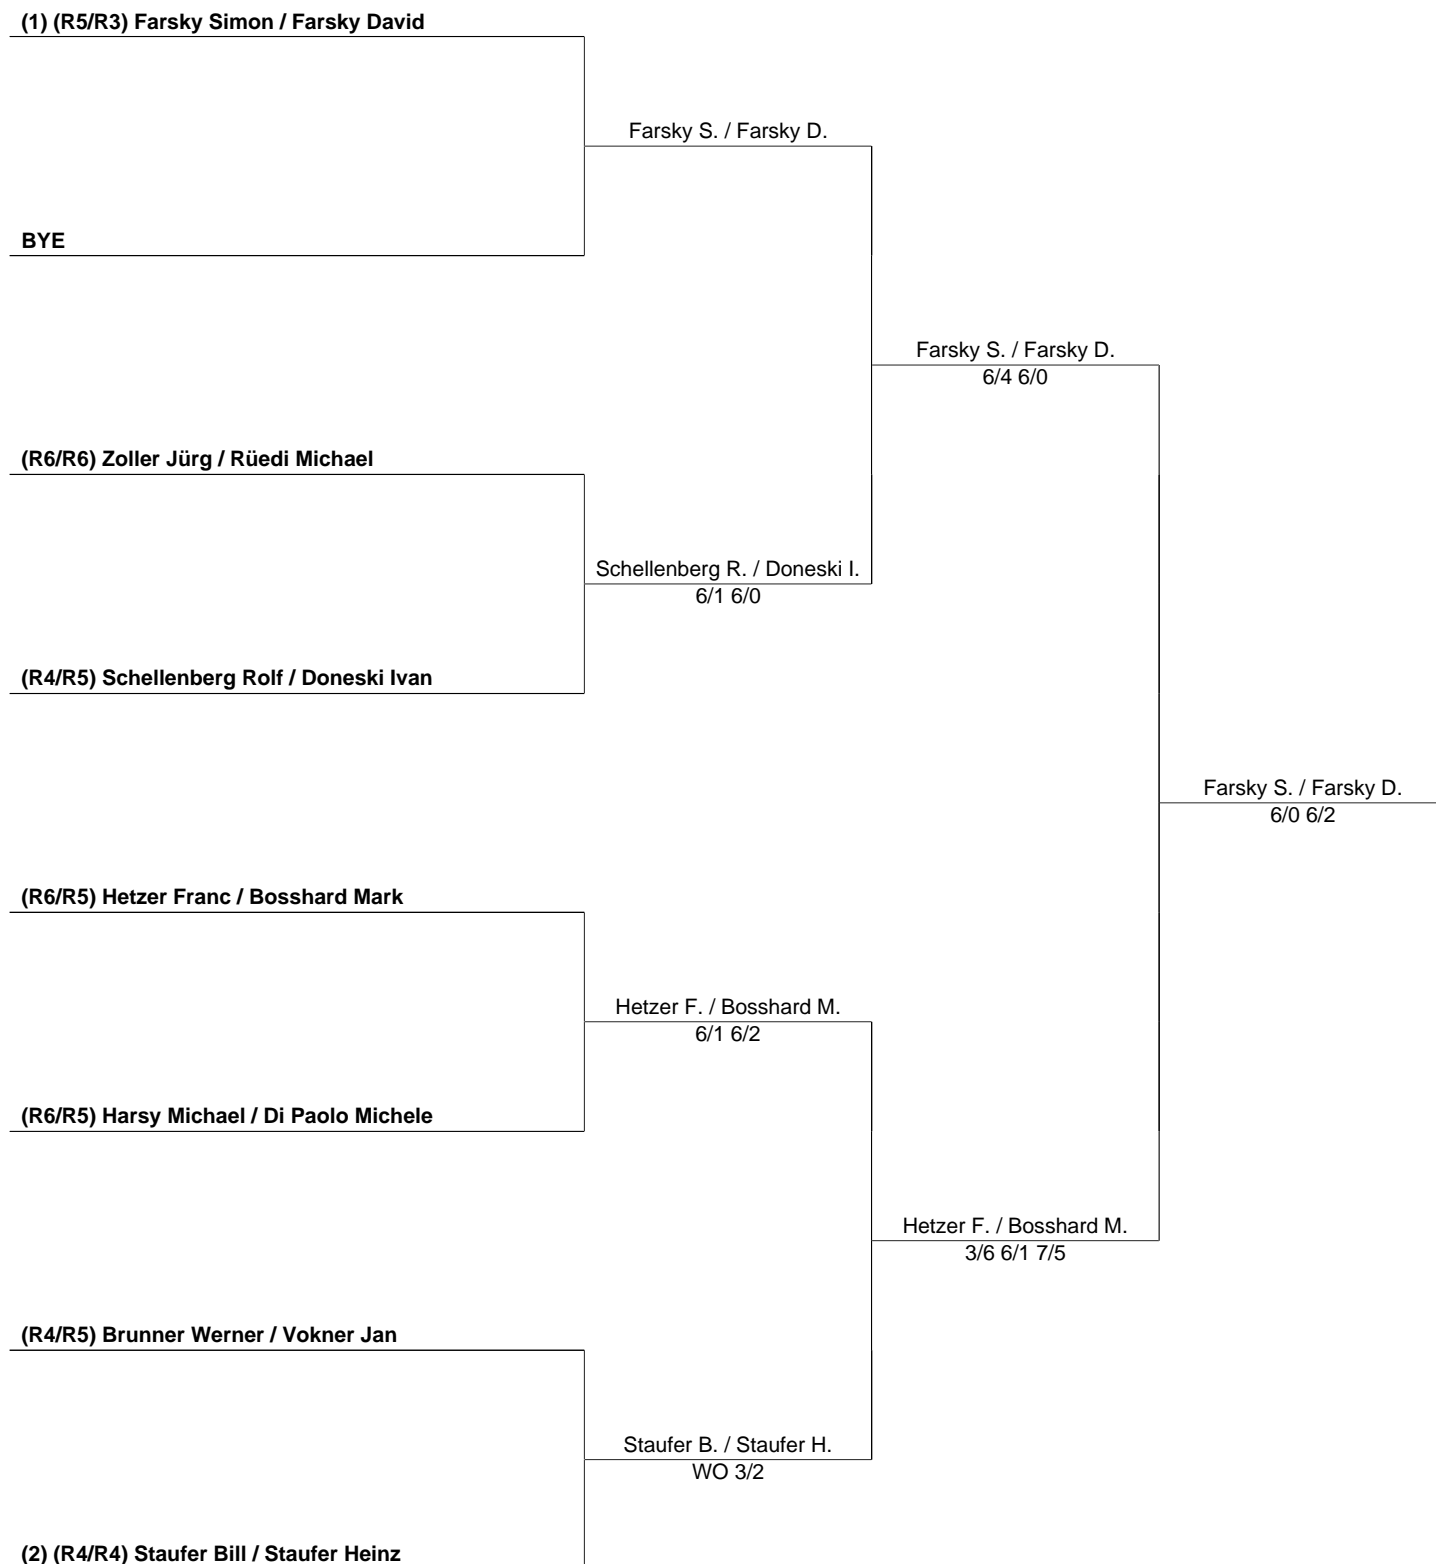 (1) (R5/R3) Farsky Simon / Farsky David
Farsky S. / Farsky D.
BYE
Farsky S. / Farsky D.
6/4 6/0
(R6/R6) Zoller Jürg / Rüedi Michael
Schellenberg R. / Doneski I.
6/1 6/0
(R4/R5) Schellenberg Rolf / Doneski Ivan
Farsky S. / Farsky D.
6/0 6/2
(R6/R5) Hetzer Franc / Bosshard Mark
Hetzer F. / Bosshard M.
6/1 6/2
(R6/R5) Harsy Michael / Di Paolo Michele
Hetzer F. / Bosshard M.
3/6 6/1 7/5
(R4/R5) Brunner Werner / Vokner Jan
Staufer B. / Staufer H.
WO 3/2
(2) (R4/R4) Staufer Bill / Staufer Heinz